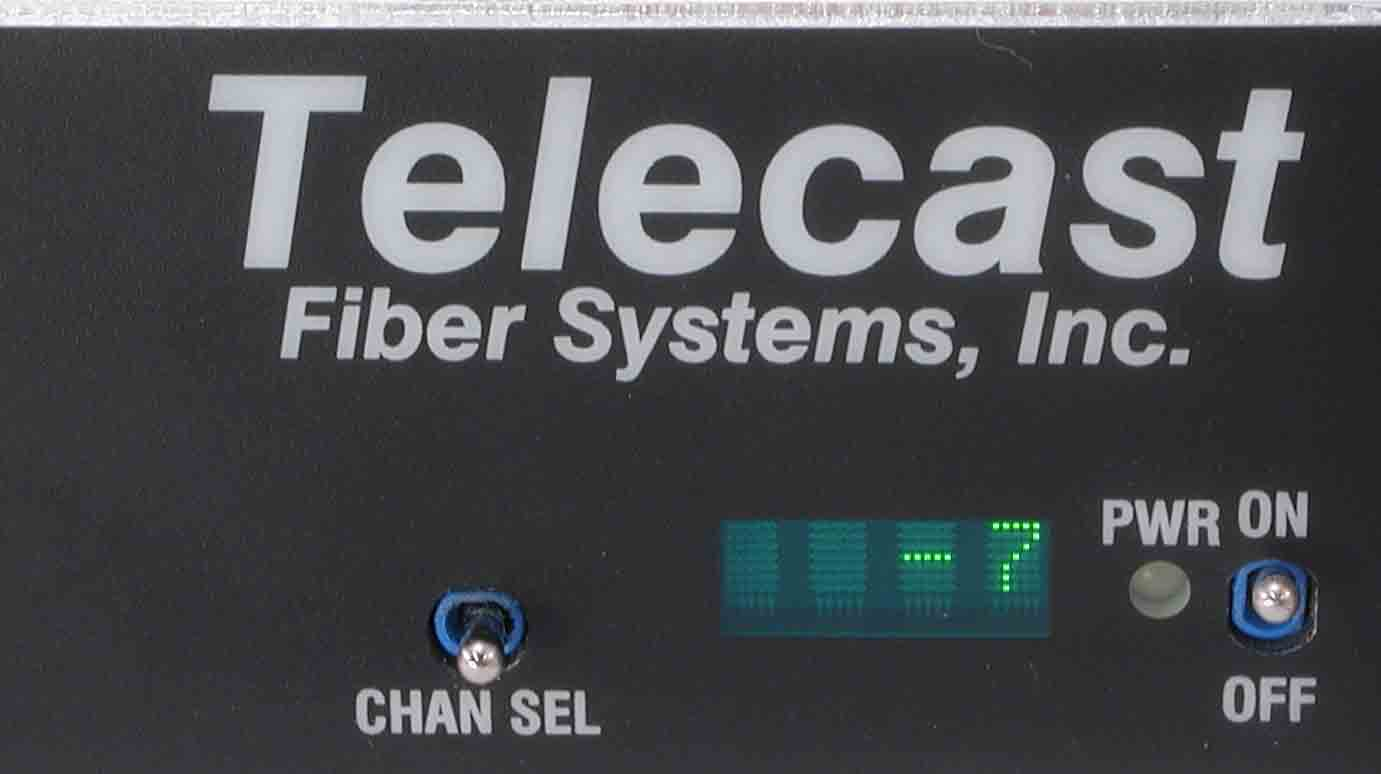 Telecast
Fiber Systems, Inc.
-7
PWR ON
CHAN SEL
OFF